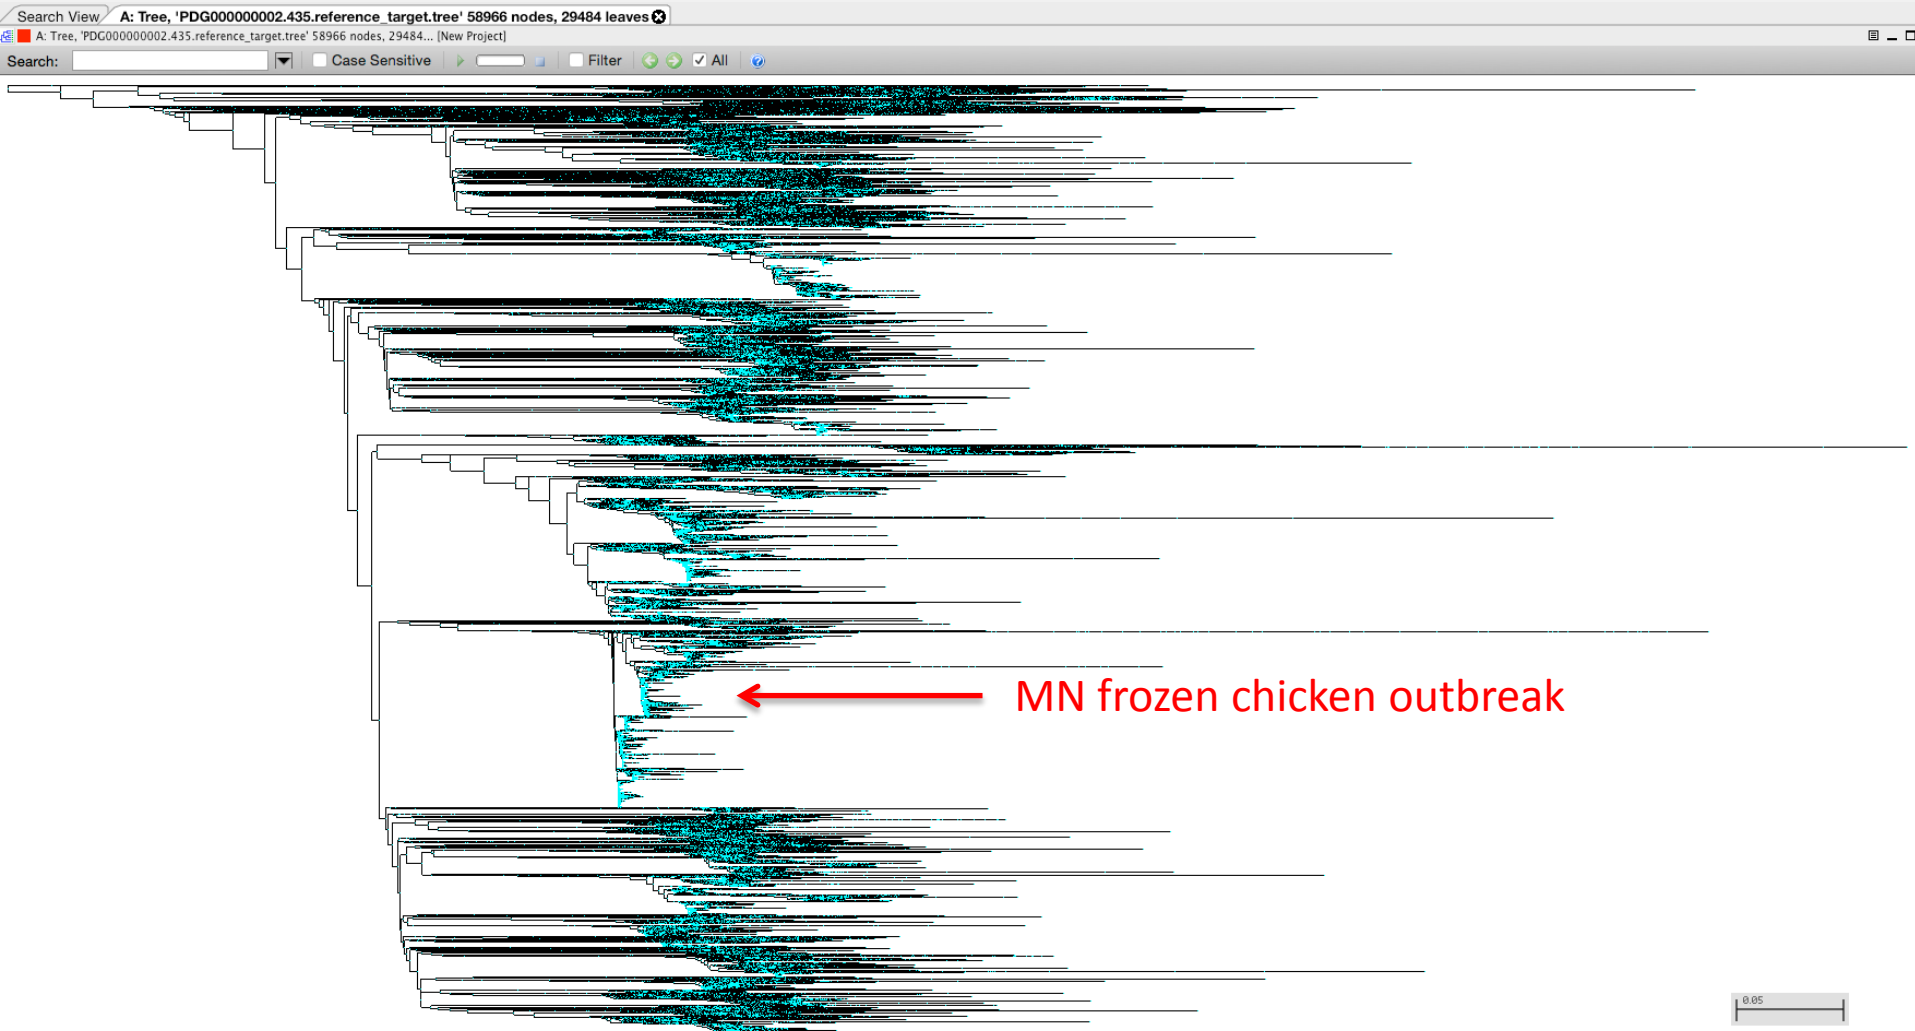 Search View
A: Tree, 'PDG000000002.435.reference_target.tree' 58966 nodes, 29484 leaves
A: Tree, 'PDG000000002.435.reference_target.tree' 58966 nodes, 29484... [New Project]
Search:
Case Sensitive
Filter
All
MN frozen chicken outbreak
0.05